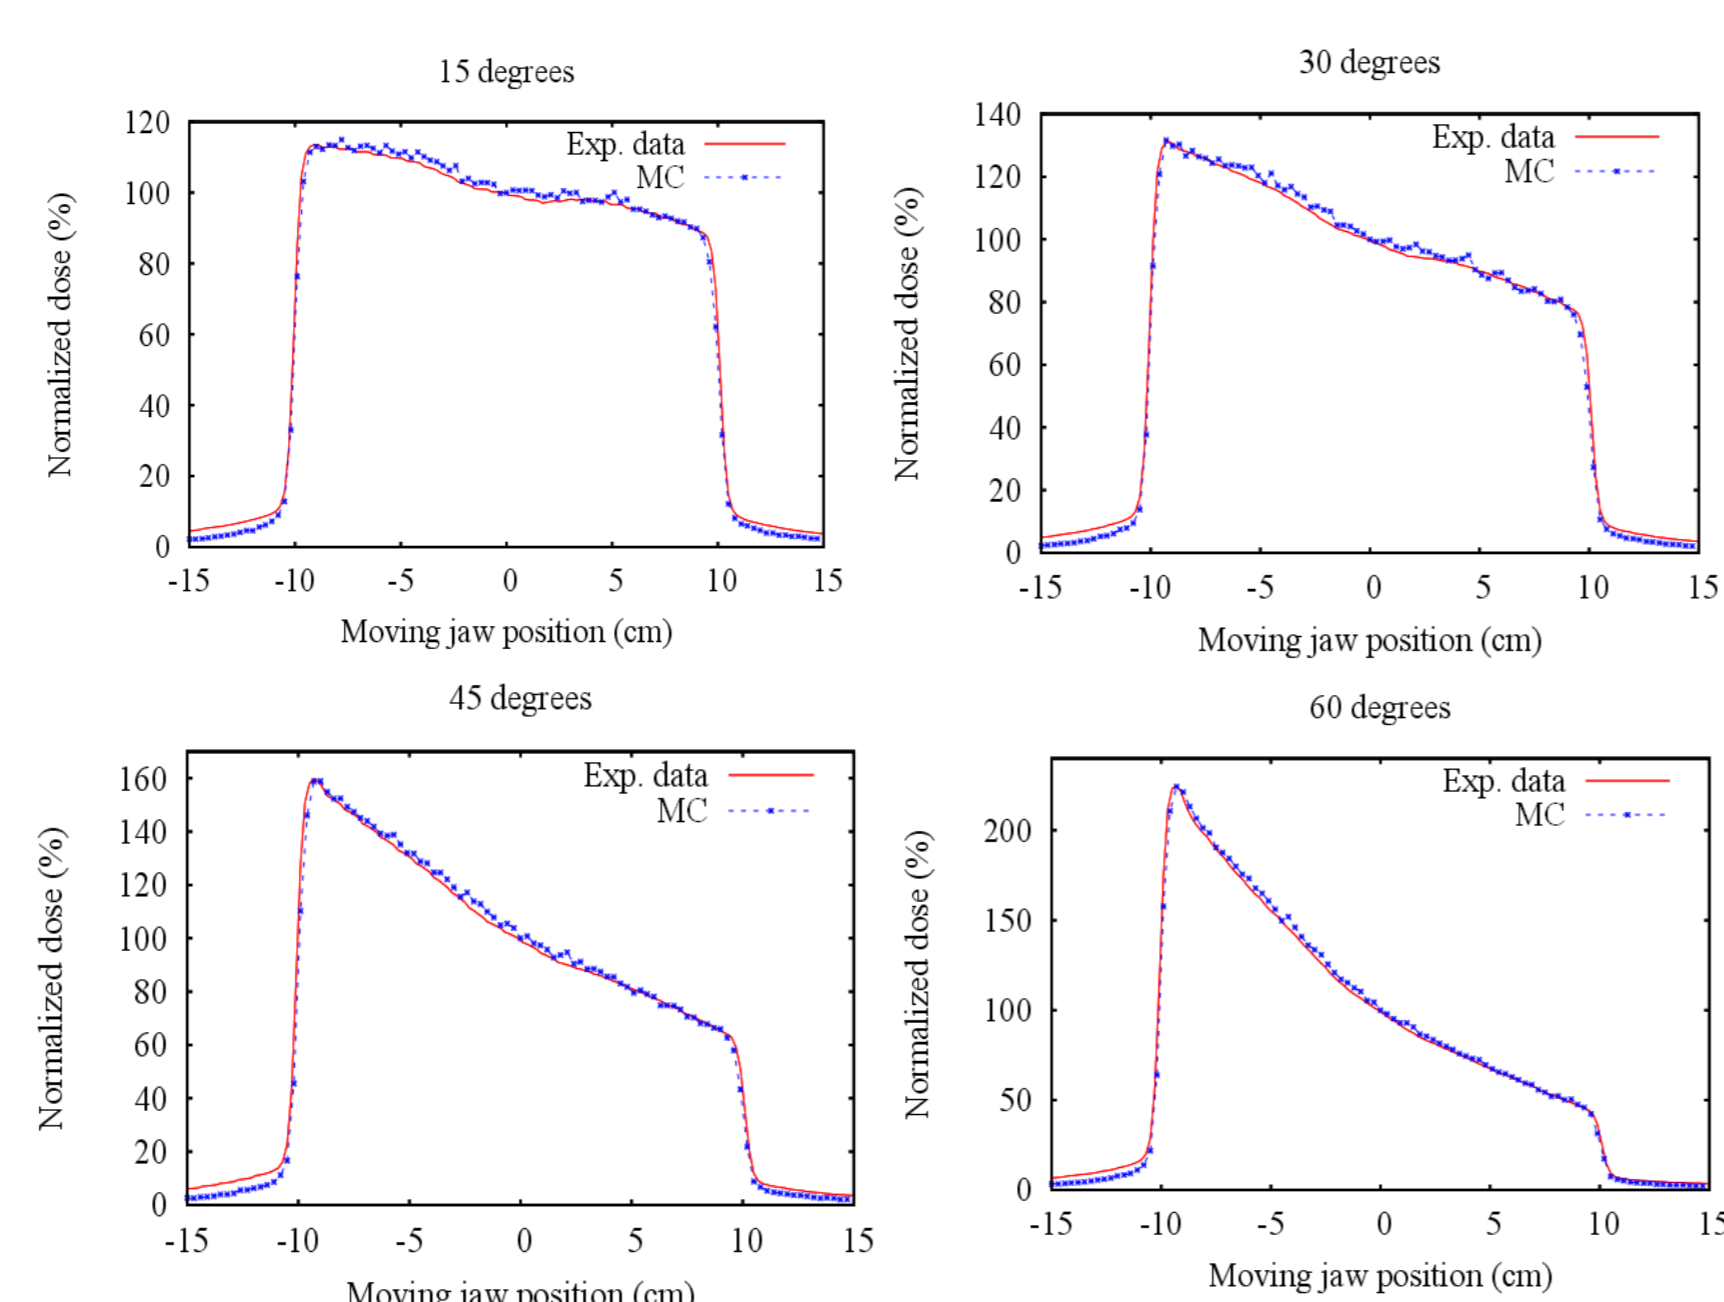 15 degrees
120
100
80
60
40
20
0
Normalized dose (%)
Exp. data
MC
-15 -10 -5 0 5 10 15
Moving jaw position (cm)
30 degrees
140
120
100
80
60
40
20
0
Normalized dose (%)
Exp. data
MC
-15 -10 -5 0 5 10 15
Moving jaw position (cm)
45 degrees
160
140
120
100
80
60
40
20
0
Normalized dose (%)
Exp. data
MC
-15 -10 -5 0 5 10 15
Moving jaw position (cm)
60 degrees
200
150
100
50
0
Normalized dose (%)
Exp. data
MC
-15 -10 -5 0 5 10 15
Moving jaw position (cm)